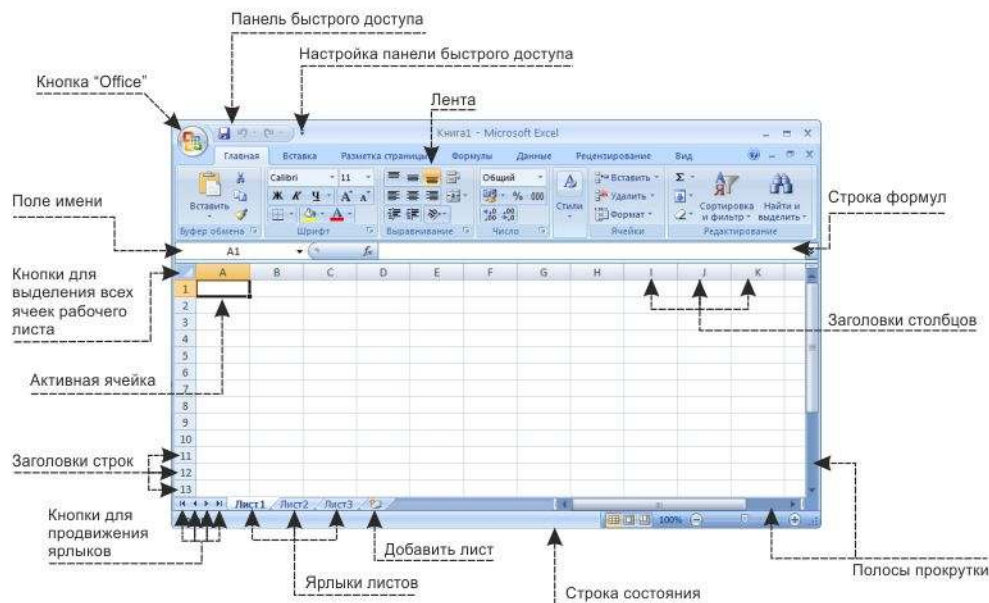 Панель быстрого доступа
Настройка панели быстрого доступа
Кнопка “Office”
Лента
Книга1 - Microsoft Excel
Главная Вставка Разметка страницы Формулы Данные Рецензирование Вид
Calibri 11 Общий Вставить Σ
Вставить Ж К Ч A A % 000 Стили Удалить Сортировка и фильтр Найти и выделить
Формат
Буфер обмена Шрифт Выравнивание Число Ячейки Редактирование
Поле имени
Строка формул
A1 fx
Кнопки для
выделения всех
ячеек рабочего
листа
A B C D E F G H I J K
1
2
3
Заголовки столбцов
4
5
6
Активная ячейка
7
8
9
10
11
Заголовки строк
12
13
Лист1 Лист2 Лист3
100%
Кнопки для
продвижения
ярлыков
Добавить лист
Ярлыки листов
Строка состояния
Полосы прокрутки